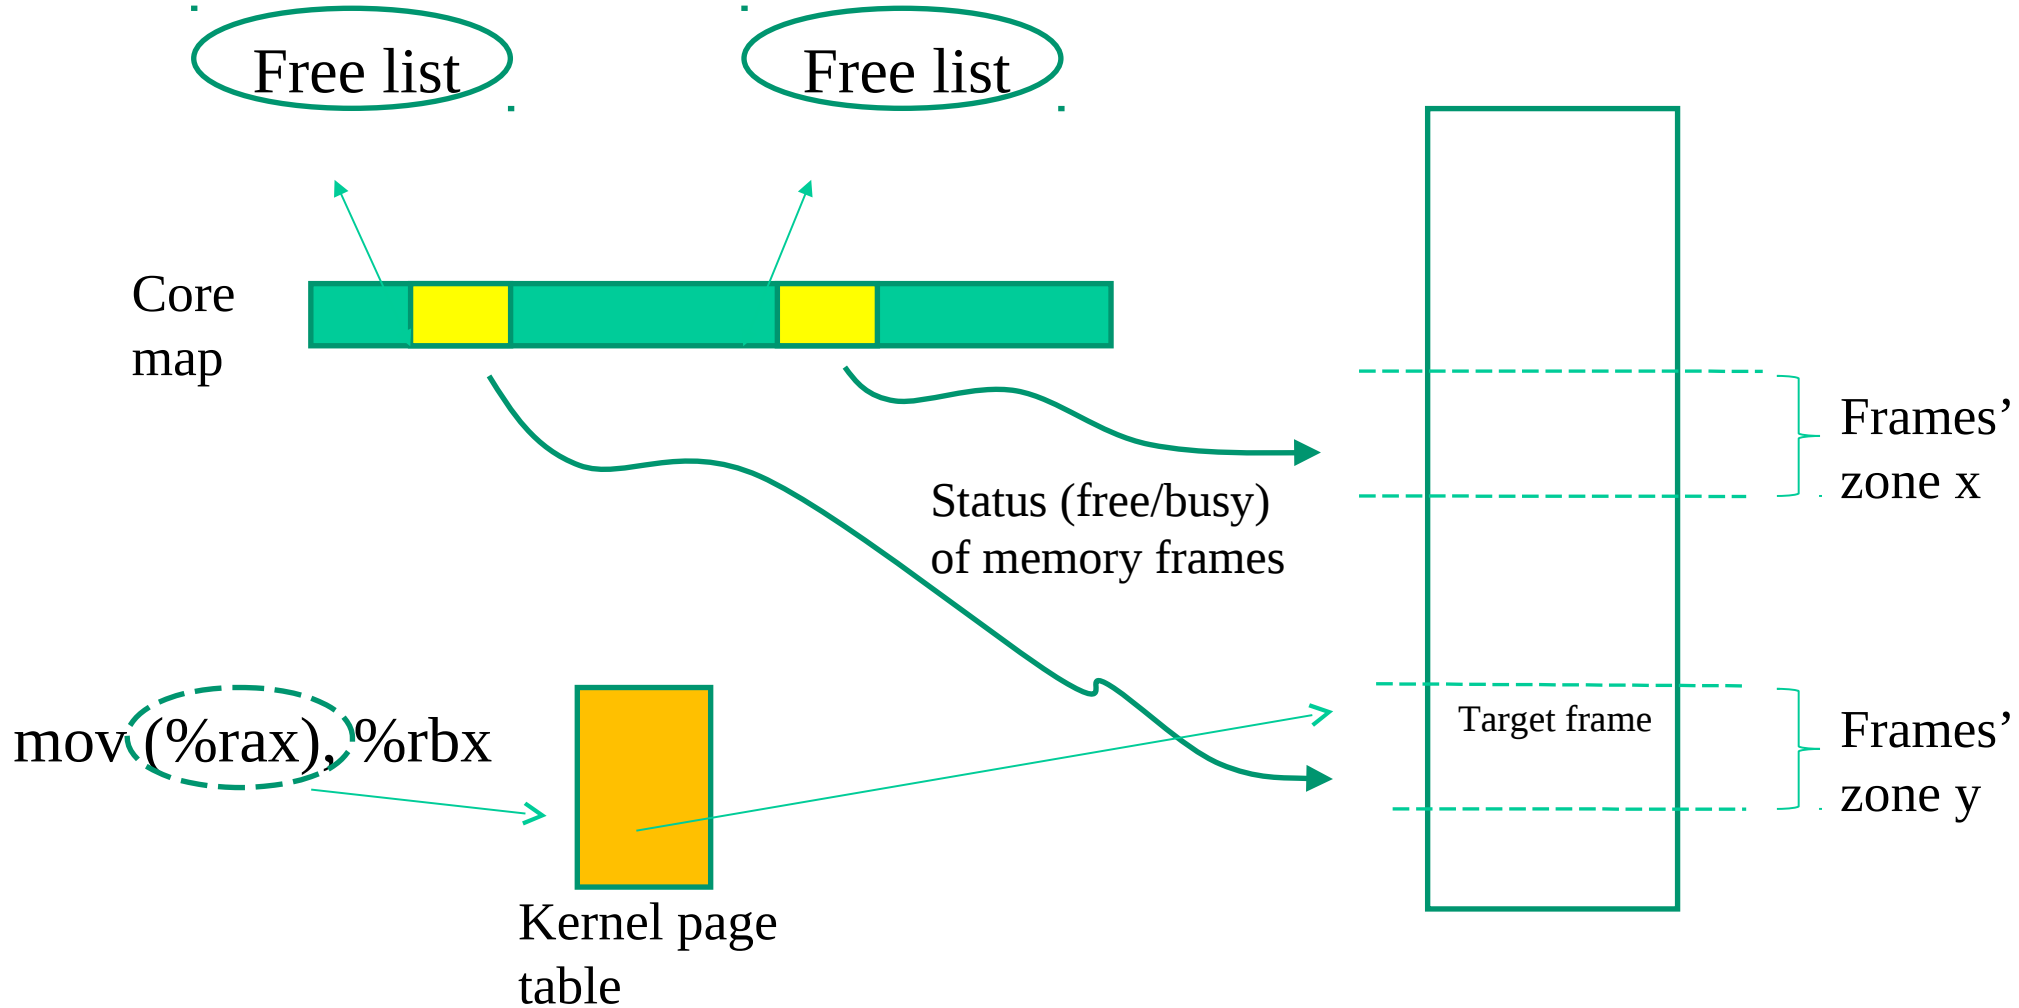 Free list
Free list
Core
map
Frames’
zone x
Status (free/busy)
of memory frames
mov (%rax), %rbx
Target frame
Frames’
zone y
Kernel page
table